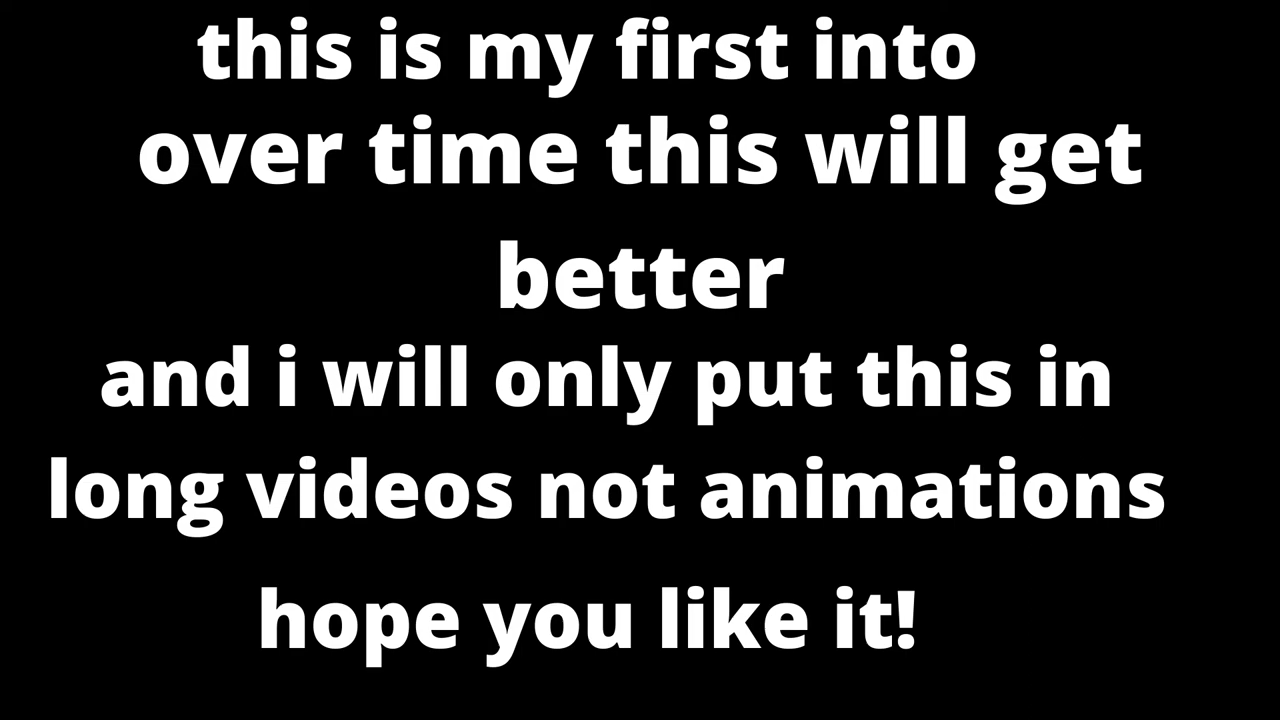 this is my first into
over time this will get
better
and i will only put this in
long videos not animations
hope you like it!